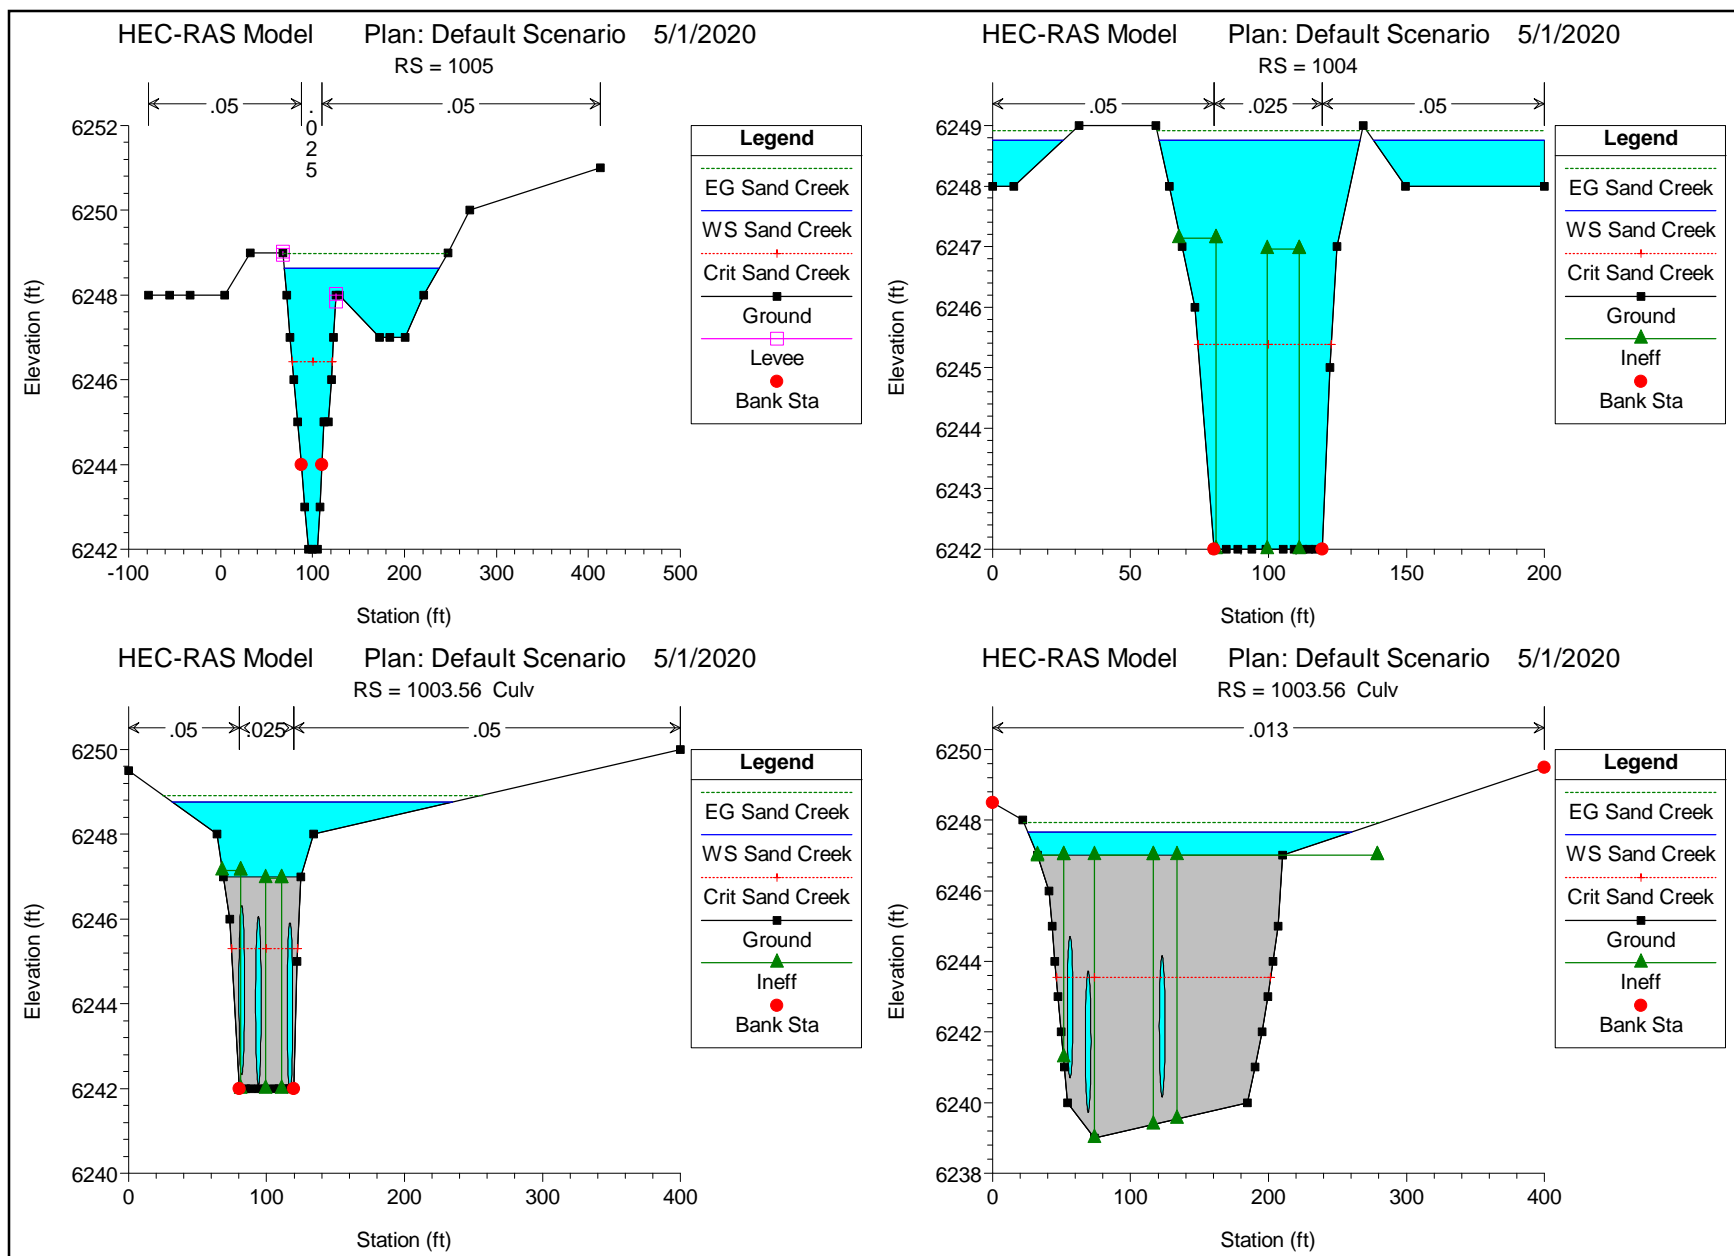 HEC-RAS Model Plan: Default Scenario 5/1/2020
RS = 1005
.05 .025 .05
6252
6250
6248
6246
6244
6242
Elevation (ft)
-100 0 100 200 300 400 500
Station (ft)
Legend
EG Sand Creek
WS Sand Creek
Crit Sand Creek
Ground
Levee
Bank Sta
HEC-RAS Model Plan: Default Scenario 5/1/2020
RS = 1004
.05 .025 .05
6249
6248
6247
6246
6245
6244
6243
6242
Elevation (ft)
0 50 100 150 200
Station (ft)
Legend
EG Sand Creek
WS Sand Creek
Crit Sand Creek
Ground
Ineff
Bank Sta
HEC-RAS Model Plan: Default Scenario 5/1/2020
RS = 1003.56 Culv
.05 .025 .05
6250
6248
6246
6244
6242
6240
Elevation (ft)
0 100 200 300 400
Station (ft)
Legend
EG Sand Creek
WS Sand Creek
Crit Sand Creek
Ground
Ineff
Bank Sta
HEC-RAS Model Plan: Default Scenario 5/1/2020
RS = 1003.56 Culv
.013
6250
6248
6246
6244
6242
6240
6238
Elevation (ft)
0 100 200 300 400
Station (ft)
Legend
EG Sand Creek
WS Sand Creek
Crit Sand Creek
Ground
Ineff
Bank Sta